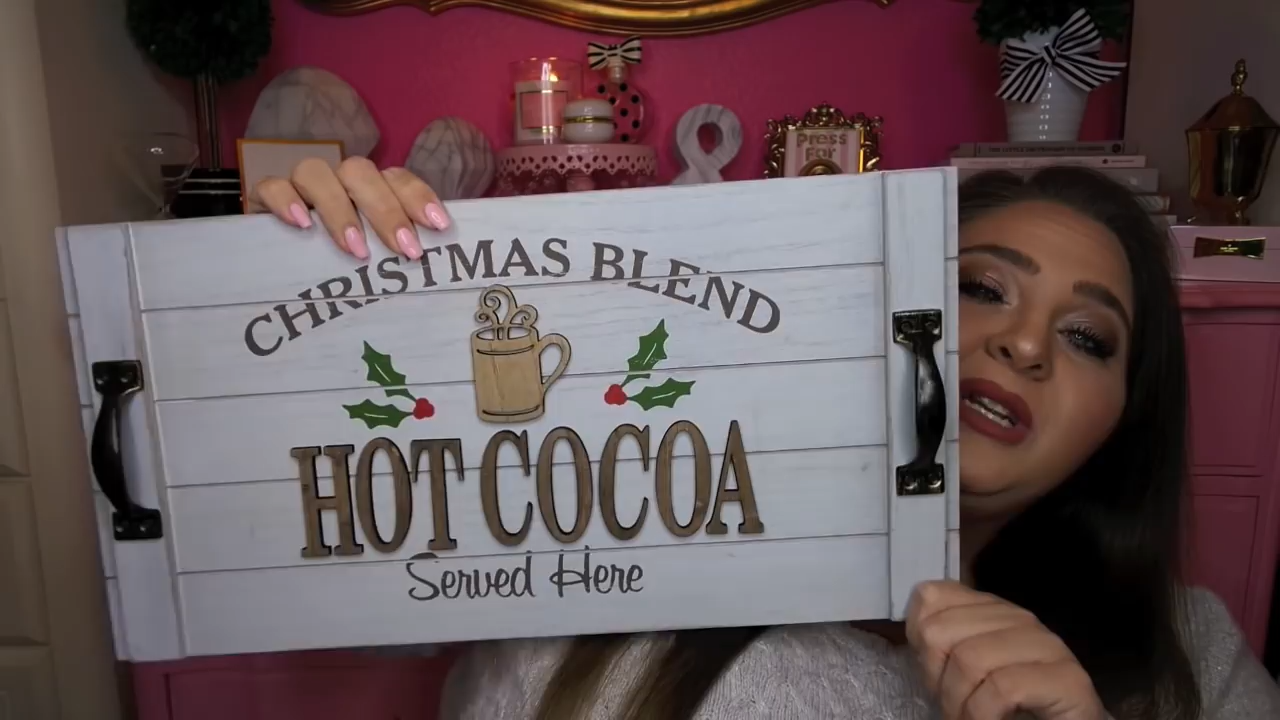 Press
For
CHRISTMAS BLEND
HOT COCOA
Served Here